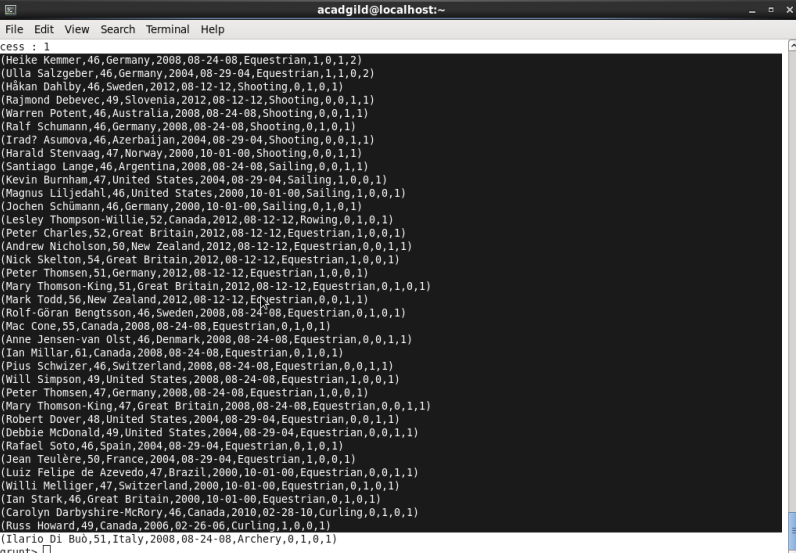 acadgild@localhost:~
File Edit View Search Terminal Help
cess : 1
(Heike Kemmer,46,Germany,2008,08-24-08,Equestrian,1,0,1,2)
(Ulla Salzgeber,46,Germany,2004,08-29-04,Equestrian,1,1,0,2)
(Håkan Dahlby,46,Sweden,2012,08-12-12,Shooting,0,1,0,1)
(Rajmond Debevec,49,Slovenia,2012,08-12-12,Shooting,0,0,1,1)
(Warren Potent,46,Australia,2008,08-24-08,Shooting,0,0,1,1)
(Ralf Schumann,46,Germany,2008,08-24-08,Shooting,0,1,0,1)
(Irad? Asumova,46,Azerbaijan,2004,08-29-04,Shooting,0,0,1,1)
(Harald Stenvaag,47,Norway,2000,10-01-00,Shooting,0,0,1,1)
(Santiago Lange,46,Argentina,2008,08-24-08,Sailing,0,0,1,1)
(Kevin Burnham,47,United States,2004,08-29-04,Sailing,1,0,0,1)
(Magnus Liljedahl,46,United States,2000,10-01-00,Sailing,1,0,0,1)
(Jochen Schümann,46,Germany,2000,10-01-00,Sailing,0,1,0,1)
(Lesley Thompson-Willie,52,Canada,2012,08-12-12,Rowing,0,1,0,1)
(Peter Charles,52,Great Britain,2012,08-12-12,Equestrian,1,0,0,1)
(Andrew Nicholson,50,New Zealand,2012,08-12-12,Equestrian,0,0,1,1)
(Nick Skelton,54,Great Britain,2012,08-12-12,Equestrian,1,0,0,1)
(Peter Thomsen,51,Germany,2012,08-12-12,Equestrian,1,0,0,1)
(Mary Thomson-King,51,Great Britain,2012,08-12-12,Equestrian,0,1,0,1)
(Mark Todd,56,New Zealand,2012,08-12-12,Equestrian,0,0,1,1)
(Rolf-Göran Bengtsson,46,Sweden,2008,08-24-08,Equestrian,0,1,0,1)
(Mac Cone,55,Canada,2008,08-24-08,Equestrian,0,1,0,1)
(Anne Jensen-van Olst,46,Denmark,2008,08-24-08,Equestrian,0,0,1,1)
(Ian Millar,61,Canada,2008,08-24-08,Equestrian,0,1,0,1)
(Pius Schwizer,46,Switzerland,2008,08-24-08,Equestrian,0,0,1,1)
(Will Simpson,49,United States,2008,08-24-08,Equestrian,1,0,0,1)
(Peter Thomsen,47,Germany,2008,08-24-08,Equestrian,1,0,0,1)
(Mary Thomson-King,47,Great Britain,2008,08-24-08,Equestrian,0,0,1,1)
(Robert Dover,48,United States,2004,08-29-04,Equestrian,0,0,1,1)
(Debbie McDonald,49,United States,2004,08-29-04,Equestrian,0,0,1,1)
(Rafael Soto,46,Spain,2004,08-29-04,Equestrian,0,1,0,1)
(Jean Teulère,50,France,2004,08-29-04,Equestrian,1,0,0,1)
(Luiz Felipe de Azevedo,47,Brazil,2000,10-01-00,Equestrian,0,0,1,1)
(Willi Melliger,47,Switzerland,2000,10-01-00,Equestrian,0,1,0,1)
(Ian Stark,46,Great Britain,2000,10-01-00,Equestrian,0,1,0,1)
(Carolyn Darbyshire-McRory,46,Canada,2010,02-28-10,Curling,0,1,0,1)
(Russ Howard,49,Canada,2006,02-26-06,Curling,1,0,0,1)
(Ilario Di Buò,51,Italy,2008,08-24-08,Archery,0,1,0,1)
grunt>